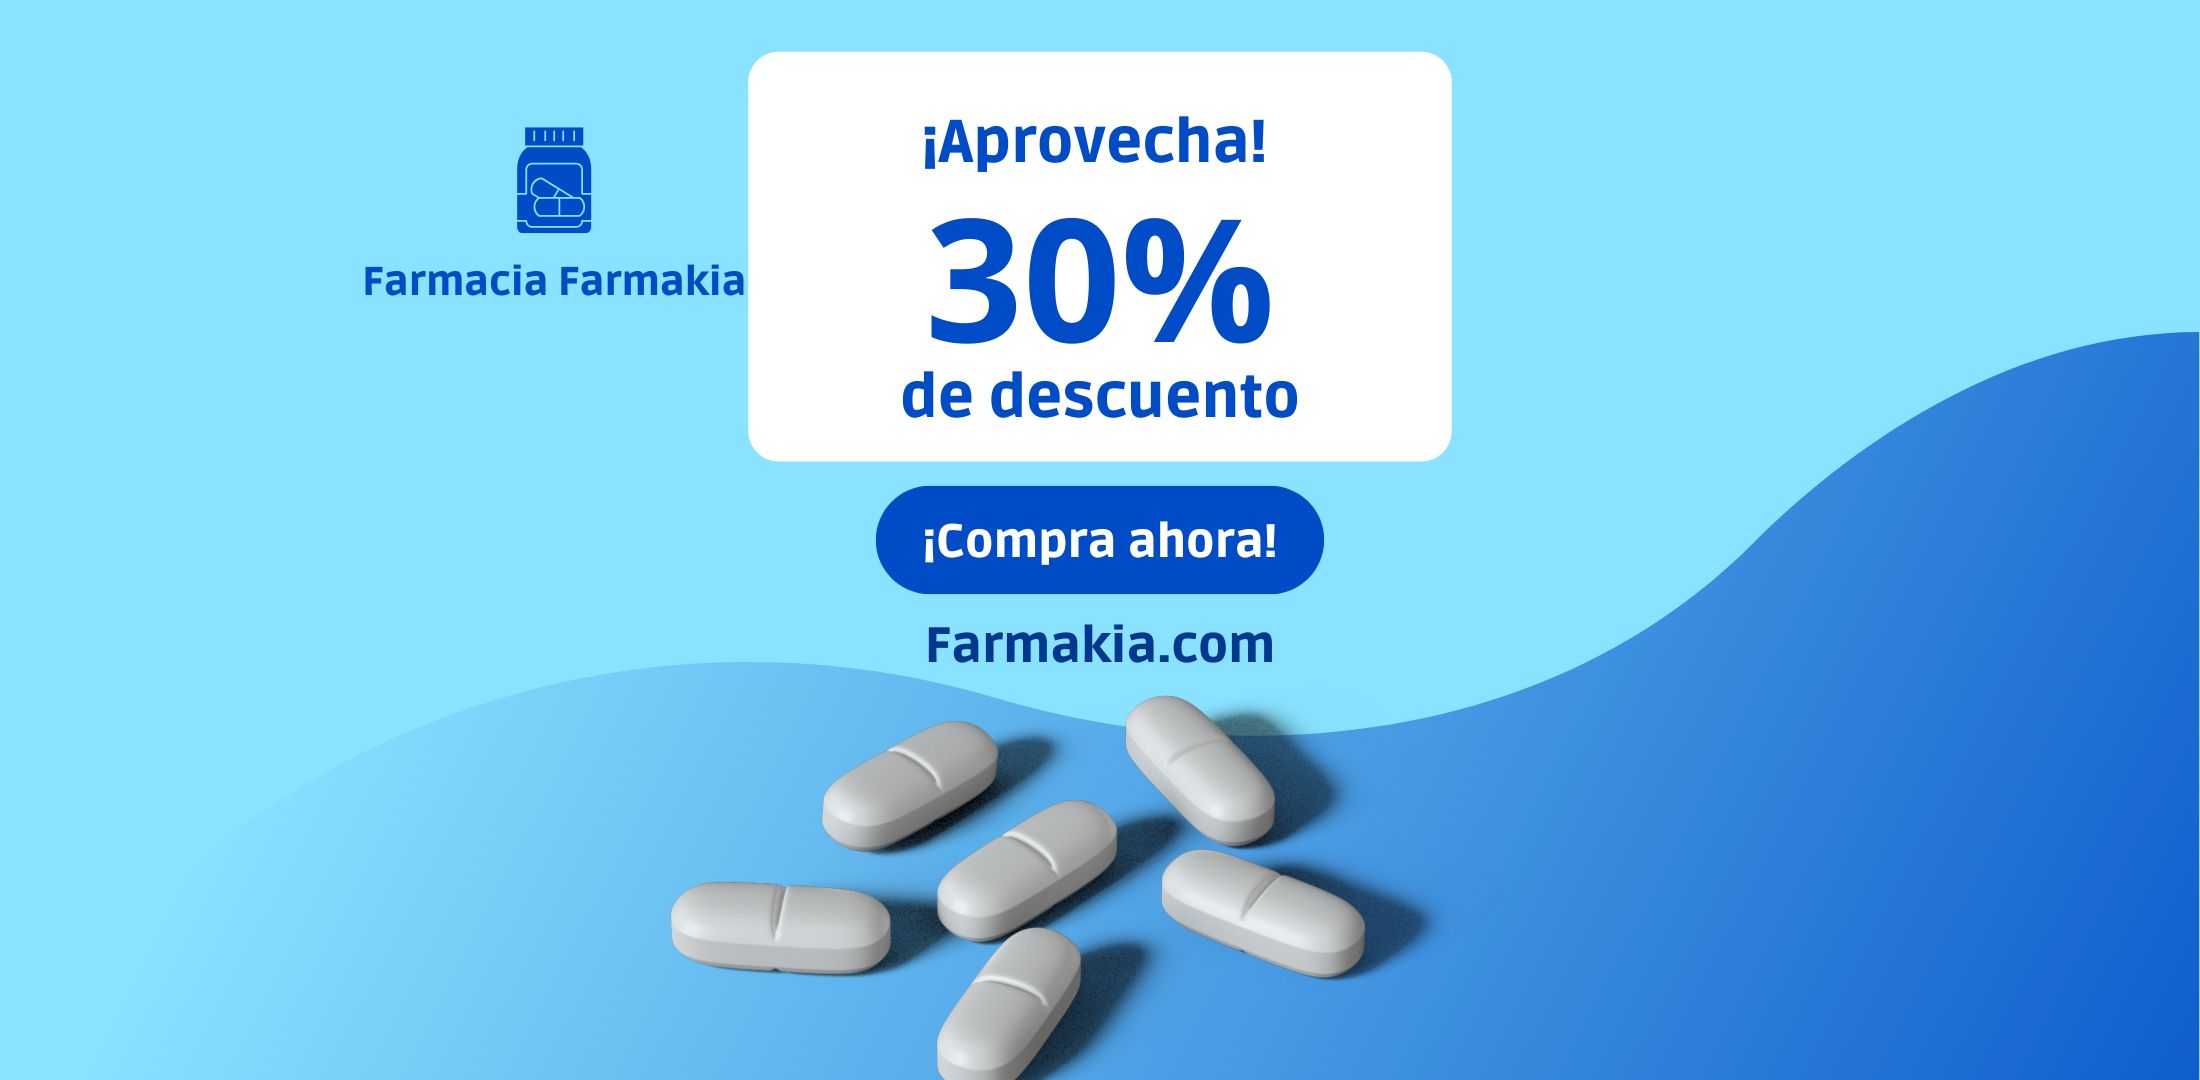 Farmacia Farmakia
¡Aprovecha!
30%
de descuento
¡Compra ahora!
Farmakia.com